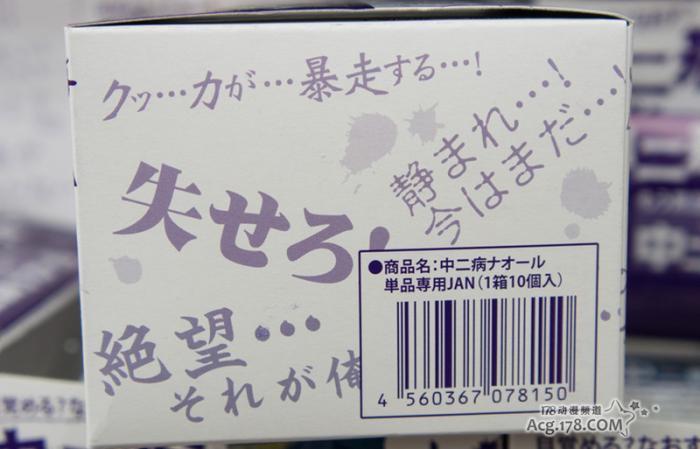 クッ…力が…暴走する…!
静まれ…!
今はまだ…!
失せろ!
●商品名:中二病ナオール
単品専用JAN(1箱10個入)
4 560367 078150
絶望…
それが俺
178动漫频道
Acg.178.COM